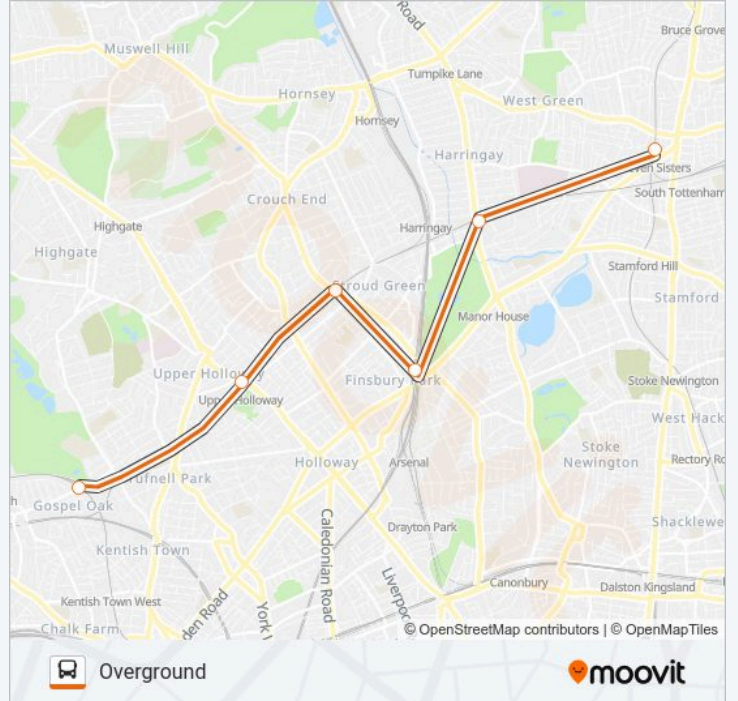 Road
Bruce Grove
Muswell Hill
Turnpike Lane
Hornsey
West Green
Hornsey
Harringay
ven Sisters
South Tottenham
Crouch End
Highgate
Harringay
Highgate
Stamford Hill
Stroud Green
Stamford
Manor House
Upper Holloway
Finsbury Park
Stoke Newington
Upper Holloway
West Hack
Stoke
Newington
Holloway
Arsenal
Rectory Ro
Tufnell Park
h
Gospel Oak
Caledonian Road
Drayton Park
Shacklewe
Kentish Town
Liverpoo
Canonbury
Dalston Kingsland
Kentish Town West
den Road
York
Chalk Farm
© OpenStreetMap contributors | © OpenMapTiles
Overground
moovit